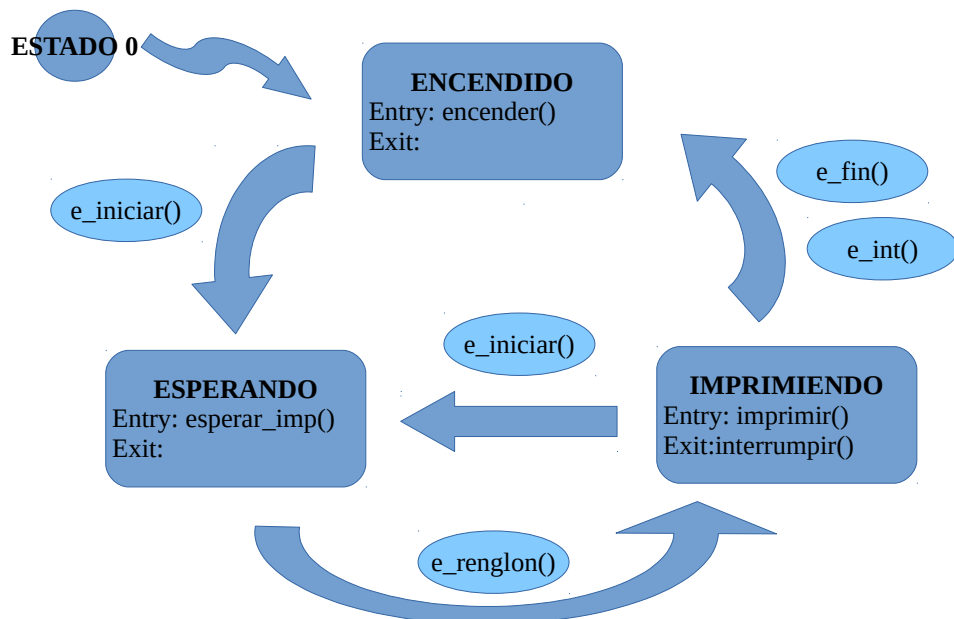 ESTADO 0
ENCENDIDO
Entry: encender()
Exit:
e_iniciar()
e_fin()
e_int()
e_iniciar()
ESPERANDO
Entry: esperar_imp()
Exit:
IMPRIMIENDO
Entry: imprimir()
Exit:interrumpir()
e_renglon()